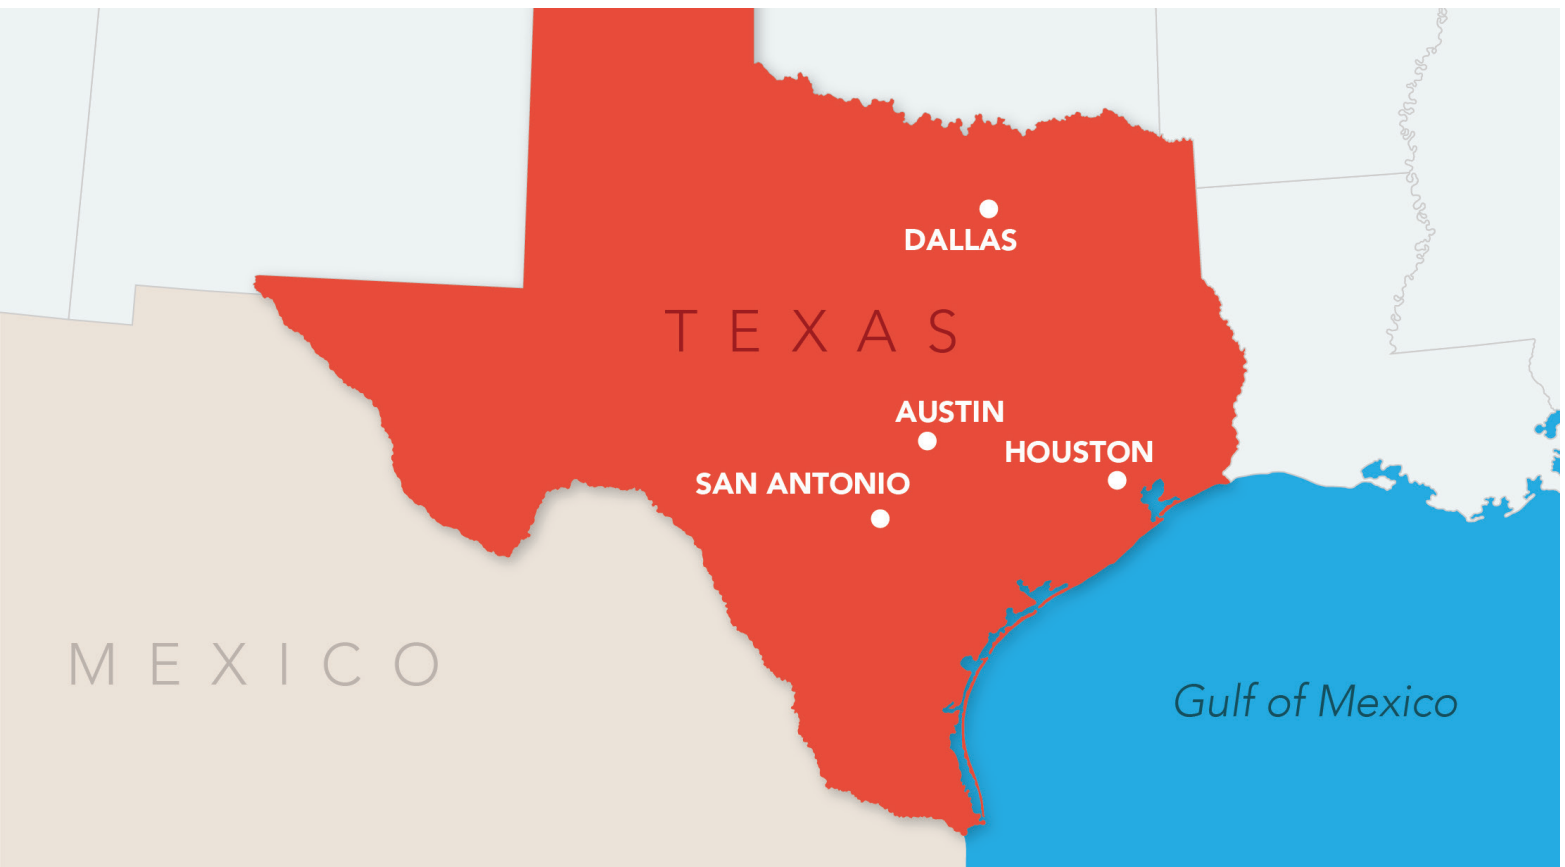 DALLAS
TEXAS
AUSTIN
HOUSTON
SAN ANTONIO
MEXICO
Gulf of Mexico